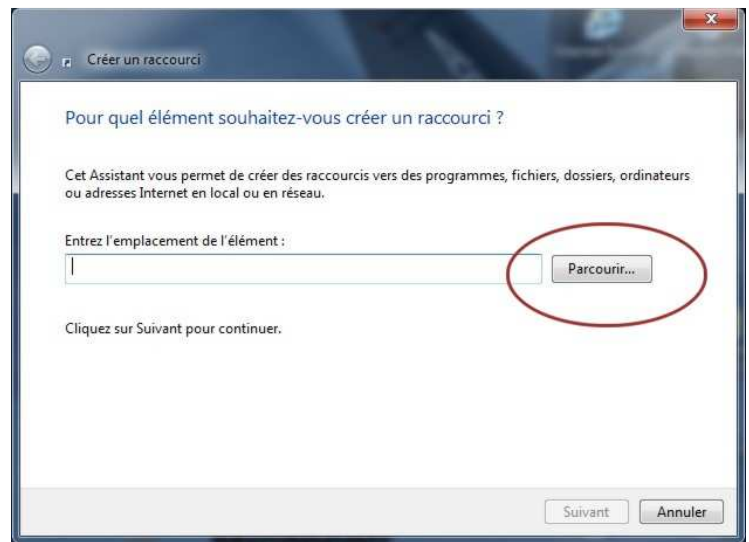 Créer un raccourci
Pour quel élément souhaitez-vous créer un raccourci ?
Cet Assistant vous permet de créer des raccourcis vers des programmes, fichiers, dossiers, ordinateurs
ou adresses Internet en local ou en réseau.
Entrez l'emplacement de l'élément :
Parcourir...
Cliquez sur Suivant pour continuer.
Suivant
Annuler